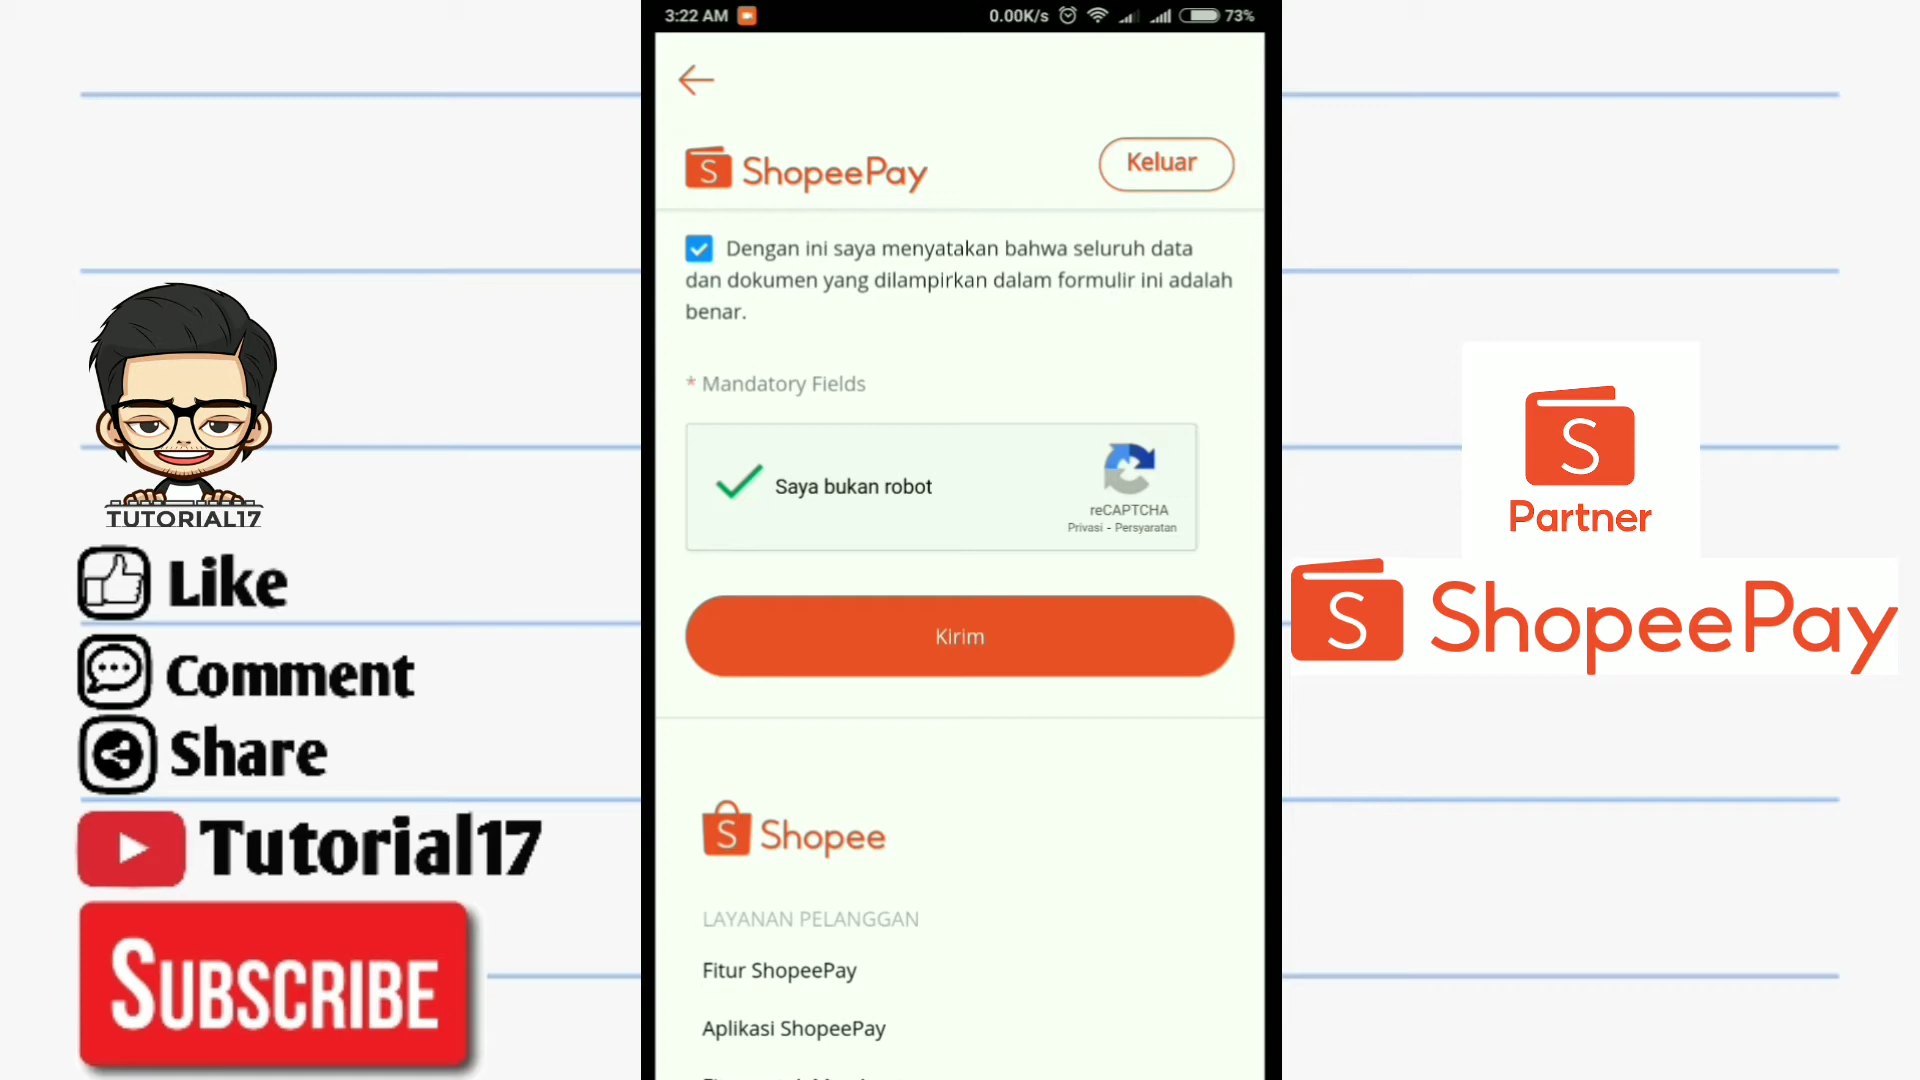 3:22 AM
0.00K/s
73%
S ShopeePay
Keluar
Dengan ini saya menyatakan bahwa seluruh data
dan dokumen yang dilampirkan dalam formulir ini adalah
benar.
* Mandatory Fields
Saya bukan robot
reCAPTCHA
Privasi - Persyaratan
Kirim
S Shopee
LAYANAN PELANGGAN
Fitur ShopeePay
Aplikasi ShopeePay
TUTORIAL17
Like
Comment
Share
Tutorial17
SUBSCRIBE
S
Partner
S ShopeePay